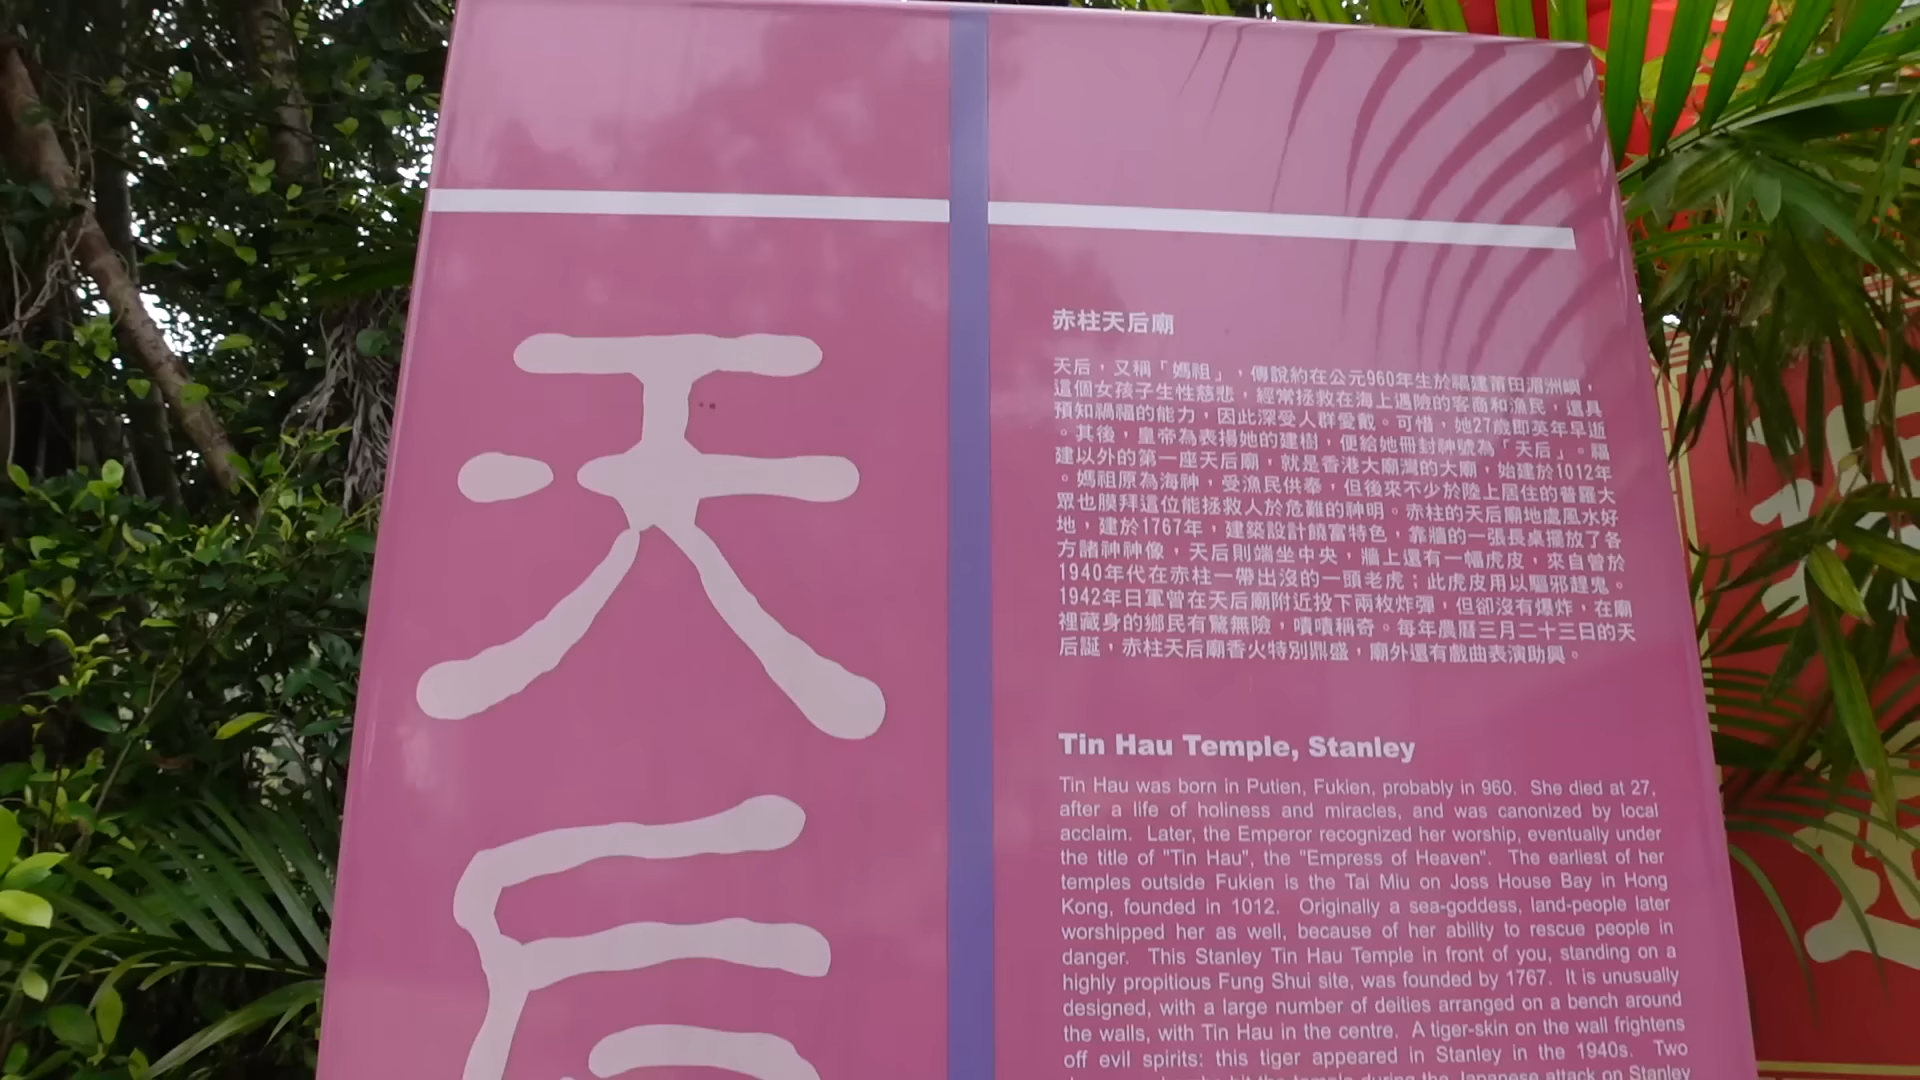 天后
赤柱天后廟
天后，又稱「媽祖」，傳說約在公元960年生於福建莆田湄洲嶼，
這個女孩子生性慈悲，經常拯救在海上遇險的客商和漁民，還具
預知禍福的能力，因此深受人群愛戴。可惜，她27歲即英年早逝
。其後，皇帝為表揚她的建樹，便給她冊封神號為「天后」。福
建以外的第一座天后廟，就是香港大廟灣的大廟，始建於1012年
。媽祖原為海神，受漁民供奉，但後來不少於陸上居住的普羅大
眾也膜拜這位能拯救人於危難的神明。赤柱的天后廟地處風水好
地，建於1767年，建築設計饒富特色，靠牆的一張長桌擺放了各
方諸神神像，天后則端坐中央，牆上還有一幅虎皮，來自曾於
1940年代在赤柱一帶出沒的一頭老虎；此虎皮用以驅邪趕鬼。
1942年日軍曾在天后廟附近投下兩枚炸彈，但卻沒有爆炸，在廟
裡藏身的鄉民有驚無險，嘖嘖稱奇。每年農曆三月二十三日的天
后誕，赤柱天后廟香火特別鼎盛，廟外還有戲曲表演助興。
Tin Hau Temple, Stanley
Tin Hau was born in Putien, Fukien, probably in 960. She died at 27,
after a life of holiness and miracles, and was canonized by local
acclaim. Later, the Emperor recognized her worship, eventually under
the title of "Tin Hau", the "Empress of Heaven". The earliest of her
temples outside Fukien is the Tai Miu on Joss House Bay in Hong
Kong, founded in 1012. Originally a sea-goddess, land-people later
worshipped her as well, because of her ability to rescue people in
danger. This Stanley Tin Hau Temple in front of you, standing on a
highly propitious Fung Shui site, was founded by 1767. It is unusually
designed, with a large number of deities arranged on a bench around
the walls, with Tin Hau in the centre. A tiger-skin on the wall frightens
off evil spirits: this tiger appeared in Stanley in the 1940s. Two
hit the temple during the Japanese attack on Stanley